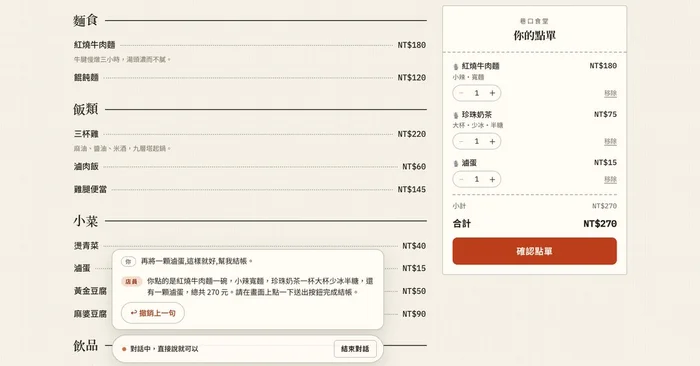 麵食
紅燒牛肉麵 NT$180
牛腱慢燉三小時，湯頭濃而不膩。
餛飩麵 NT$120
飯類
三杯雞 NT$220
麻油、醬油、米酒，九層塔起鍋。
滷肉飯 NT$60
雞腿便當 NT$145
小菜
燙青菜 NT$40
滷蛋 NT$15
黃金豆腐 NT$50
麻婆豆腐 NT$90
飲品
你 再將一顆滷蛋,這樣就好,幫我結帳。
店員 你點的是紅燒牛肉麵一碗，小辣寬麵，珍珠奶茶一杯大杯少冰半糖，還
有一顆滷蛋，總共 270 元。請在畫面上點一下送出按鈕完成結帳。
↩ 撤銷上一句
對話中，直接說就可以 結束對話
巷口食堂
你的點單
紅燒牛肉麵 NT$180
小辣・寬麵
− 1 + 移除
珍珠奶茶 NT$75
大杯・少冰・半糖
− 1 + 移除
滷蛋 NT$15
− 1 + 移除
小計 NT$270
合計 NT$270
確認點單